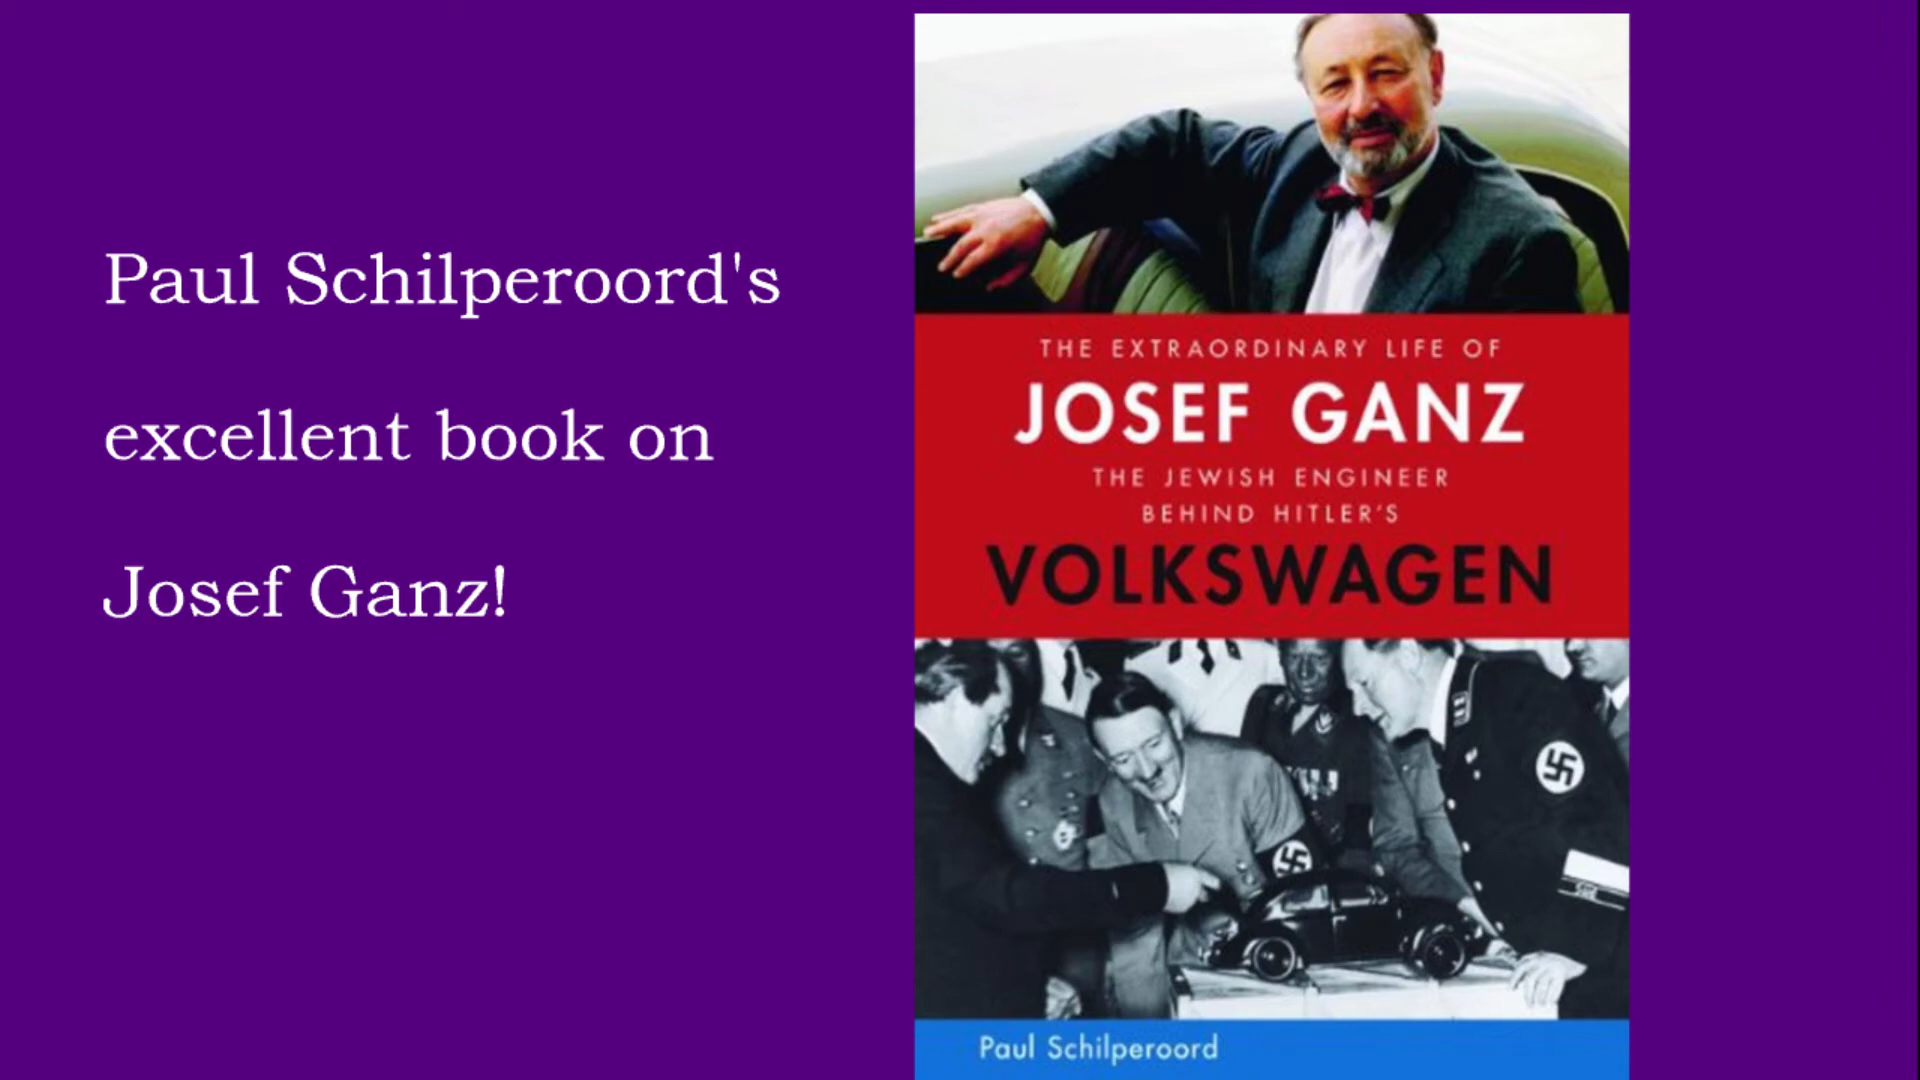 Paul Schilperoord's
excellent book on
Josef Ganz!
THE EXTRAORDINARY LIFE OF
JOSEF GANZ
THE JEWISH ENGINEER
BEHIND HITLER'S
VOLKSWAGEN
Paul Schilperoord